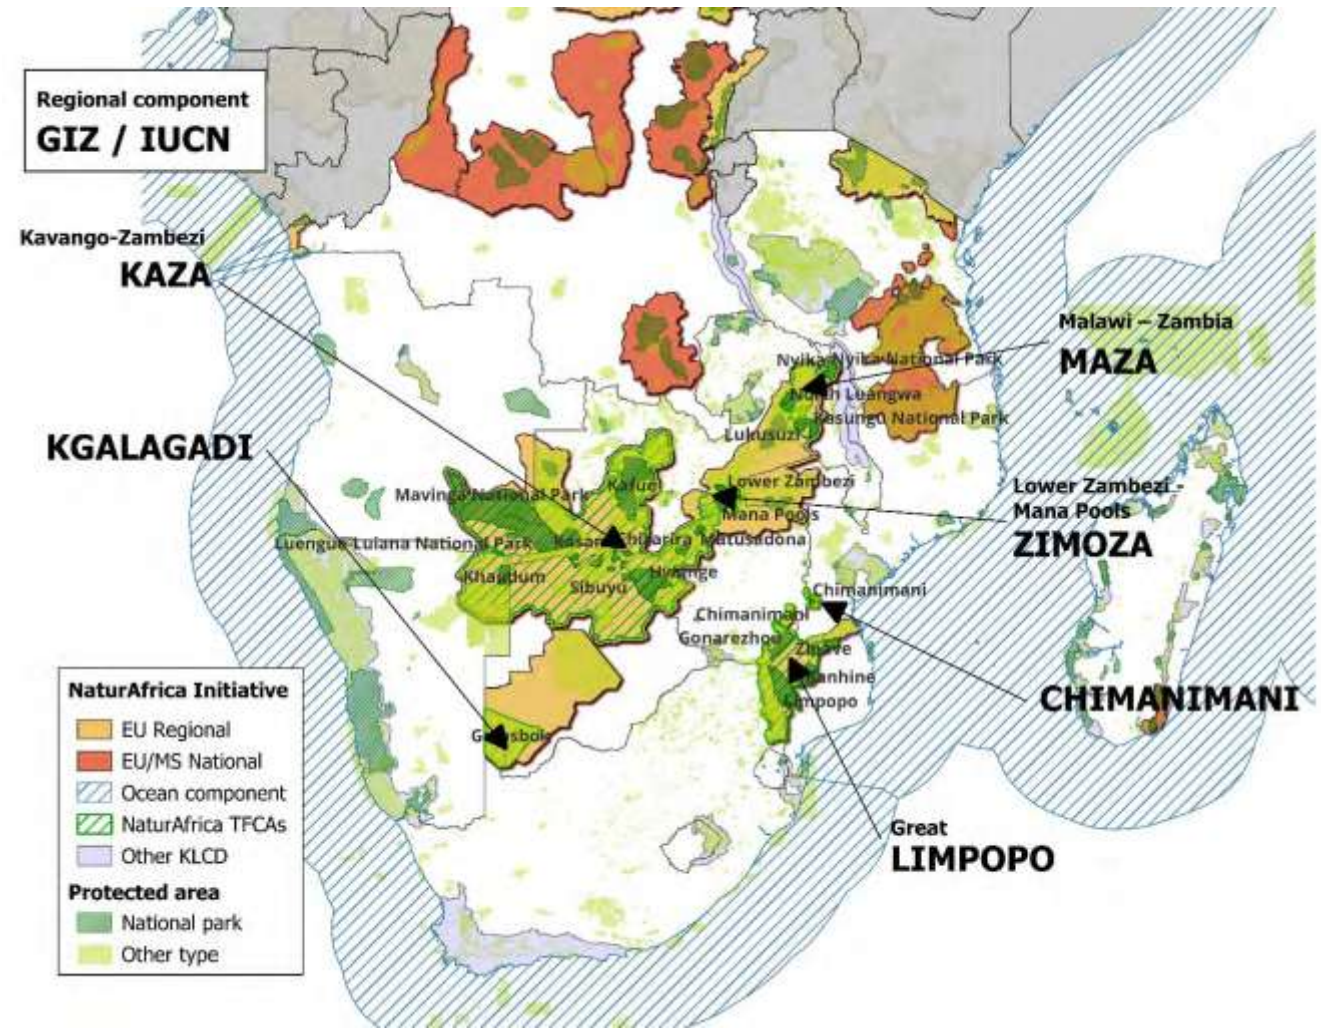 Regional component
GIZ / IUCN
Kavango-Zambezi
KAZA
KGALAGADI
Malawi – Zambia
MAZA
Lower Zambezi -
Mana Pools
ZIMOZA
CHIMANIMANI
Great
LIMPOPO
Nyika Nyika National Park
North Luangwa
Kasungu National Park
Lukusuzi
Lower Zambezi
Mana Pools
Mavinga National Park
Kafue
Luengue-Luiana National Park
Chizarira
Matusadona
Khaudum
Sibuyu
Hwange
Chimanimani
Chimanimani
Gonarezhou
Zinave
Limpopo
NaturAfrica Initiative
EU Regional
EU/MS National
Ocean component
NaturAfrica TFCAs
Other KLCD
Protected area
National park
Other type